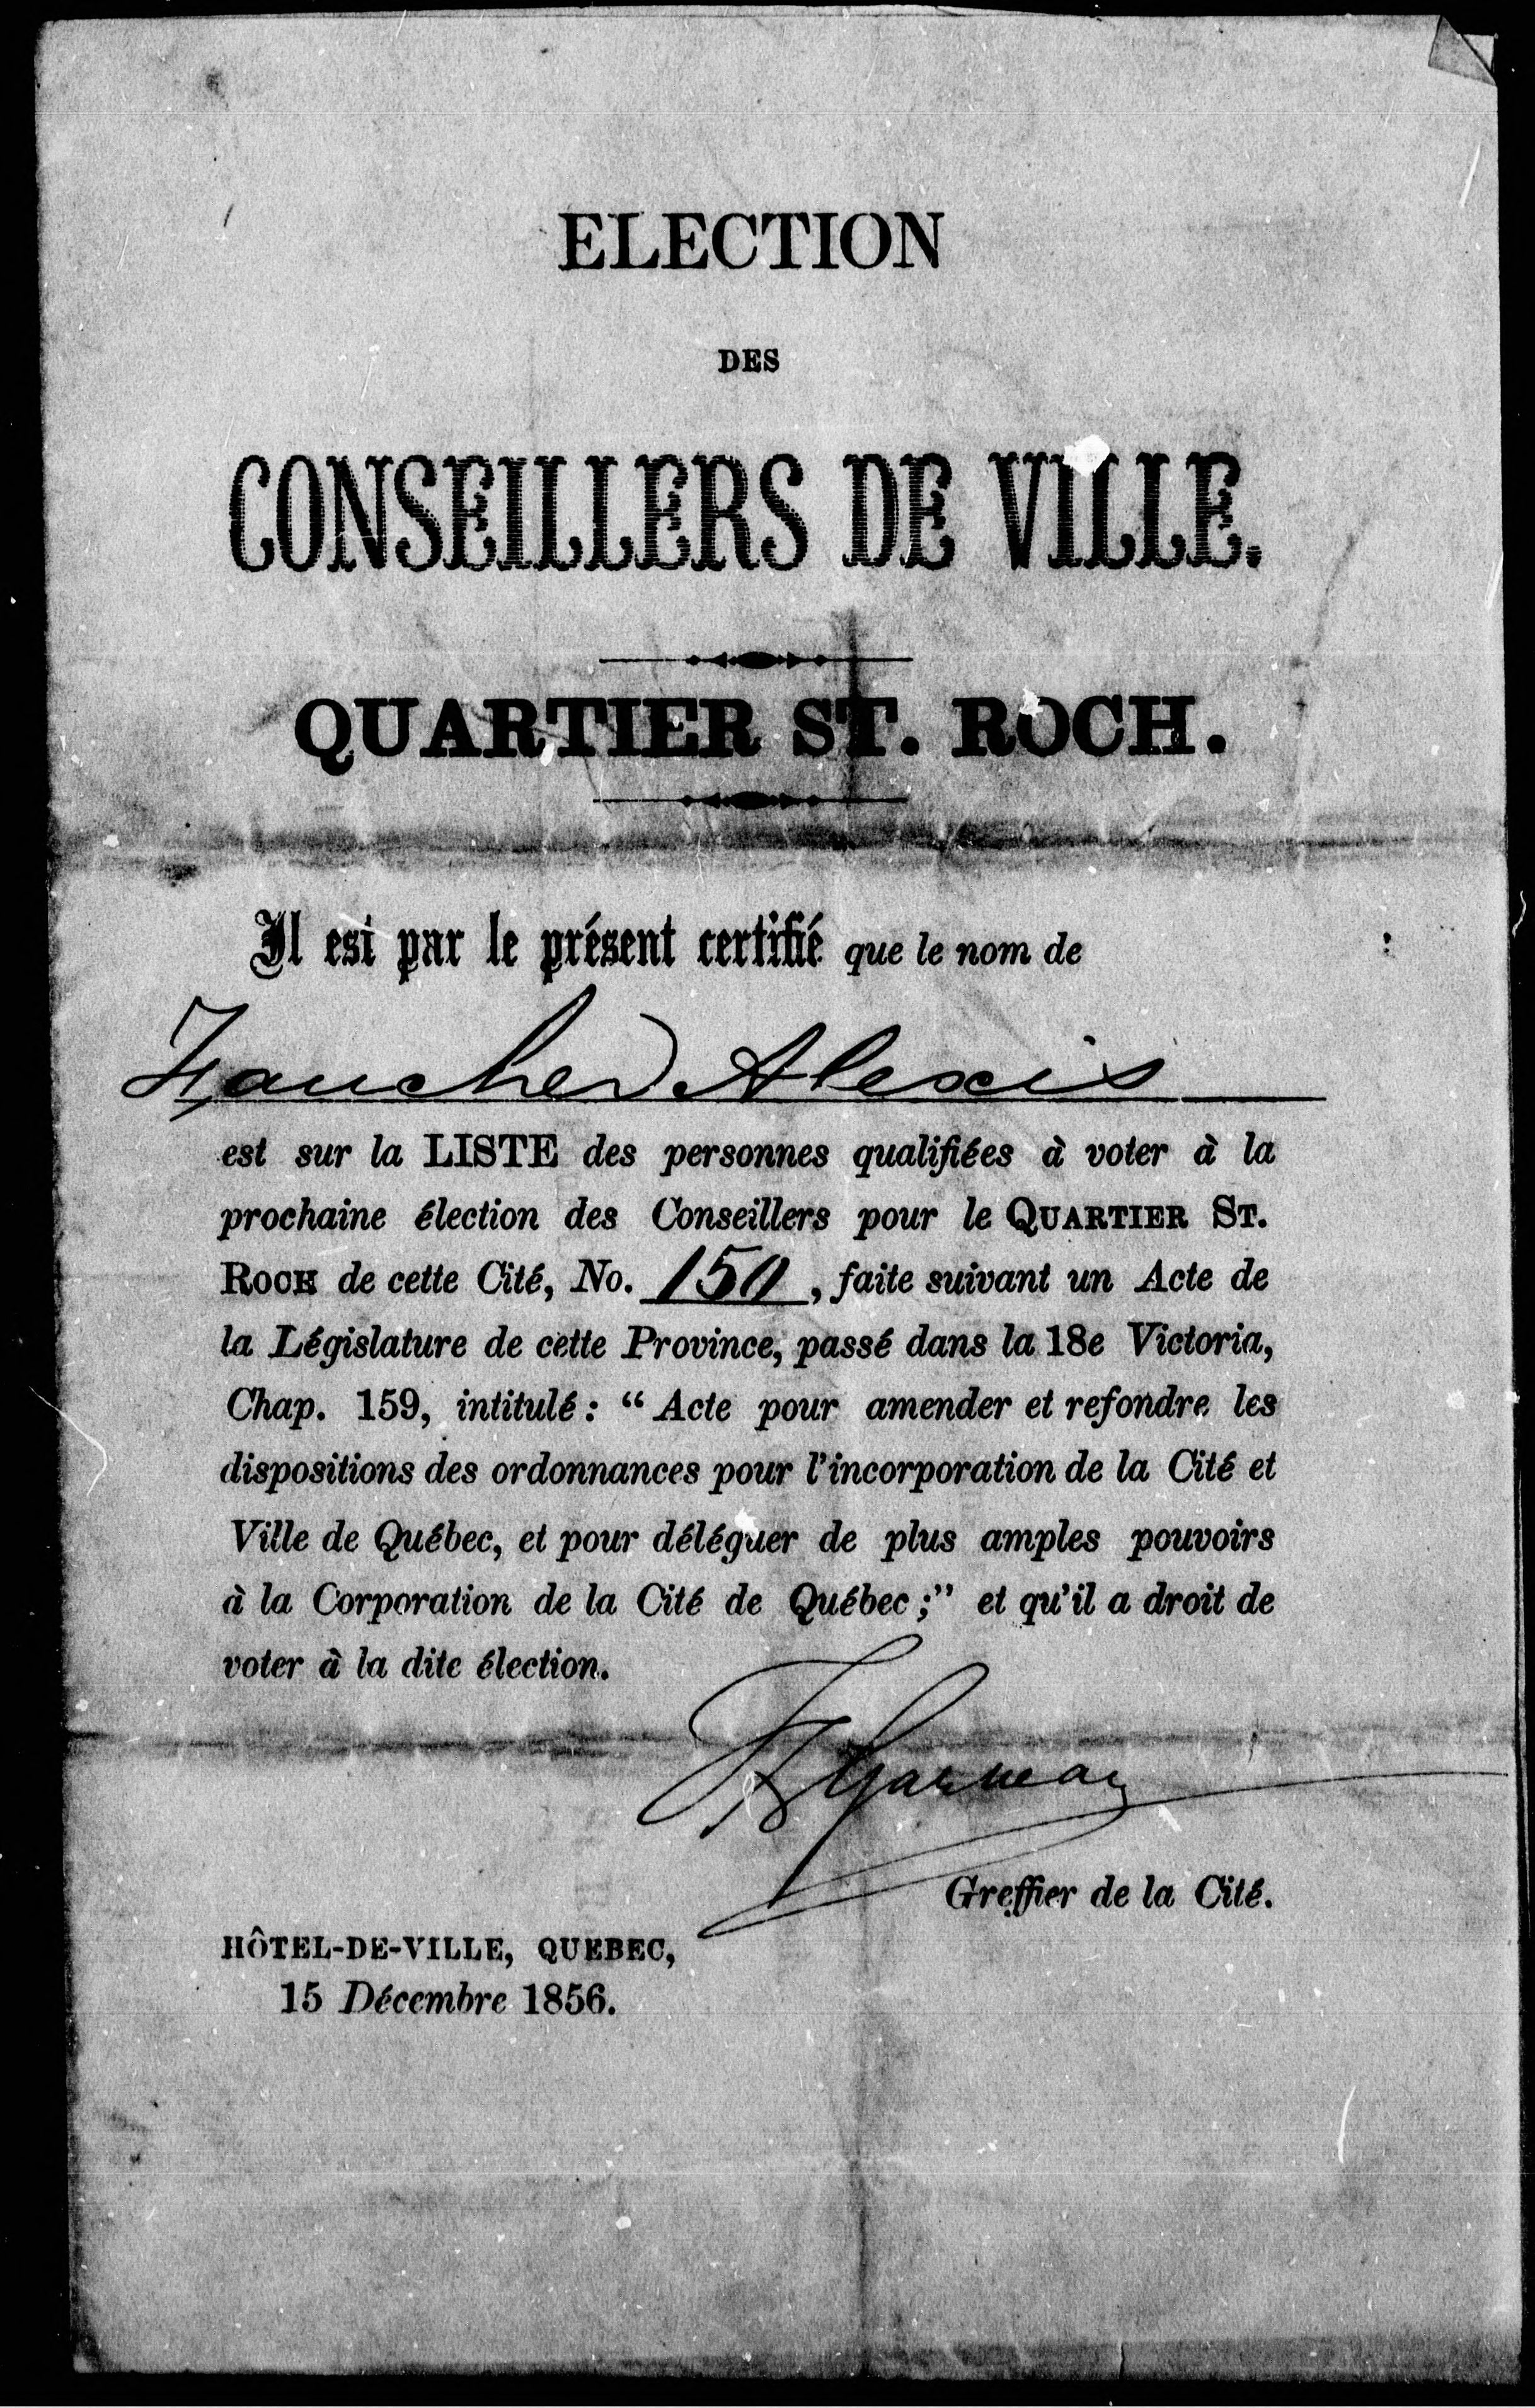 ELECTION
DES
CONSEILLERS DE VILLE.
QUARTIER ST. ROCH.
Il est par le présent certifié que le nom de
Faucher Alexis
est sur la LISTE des personnes qualifiées à voter à la
prochaine élection des Conseillers pour le QUARTIER ST.
ROCH de cette Cité, No. 150, faite suivant un Acte de
la Législature de cette Province, passé dans la 18e Victoria,
Chap. 159, intitulé: “Acte pour amender et refondre les
dispositions des ordonnances pour l’incorporation de la Cité et
Ville de Québec, et pour déléguer de plus amples pouvoirs
à la Corporation de la Cité de Québec;” et qu’il a droit de
voter à la dite élection.
FX Garneau
Greffier de la Cité.
HÔTEL-DE-VILLE, QUEBEC,
15 Décembre 1856.